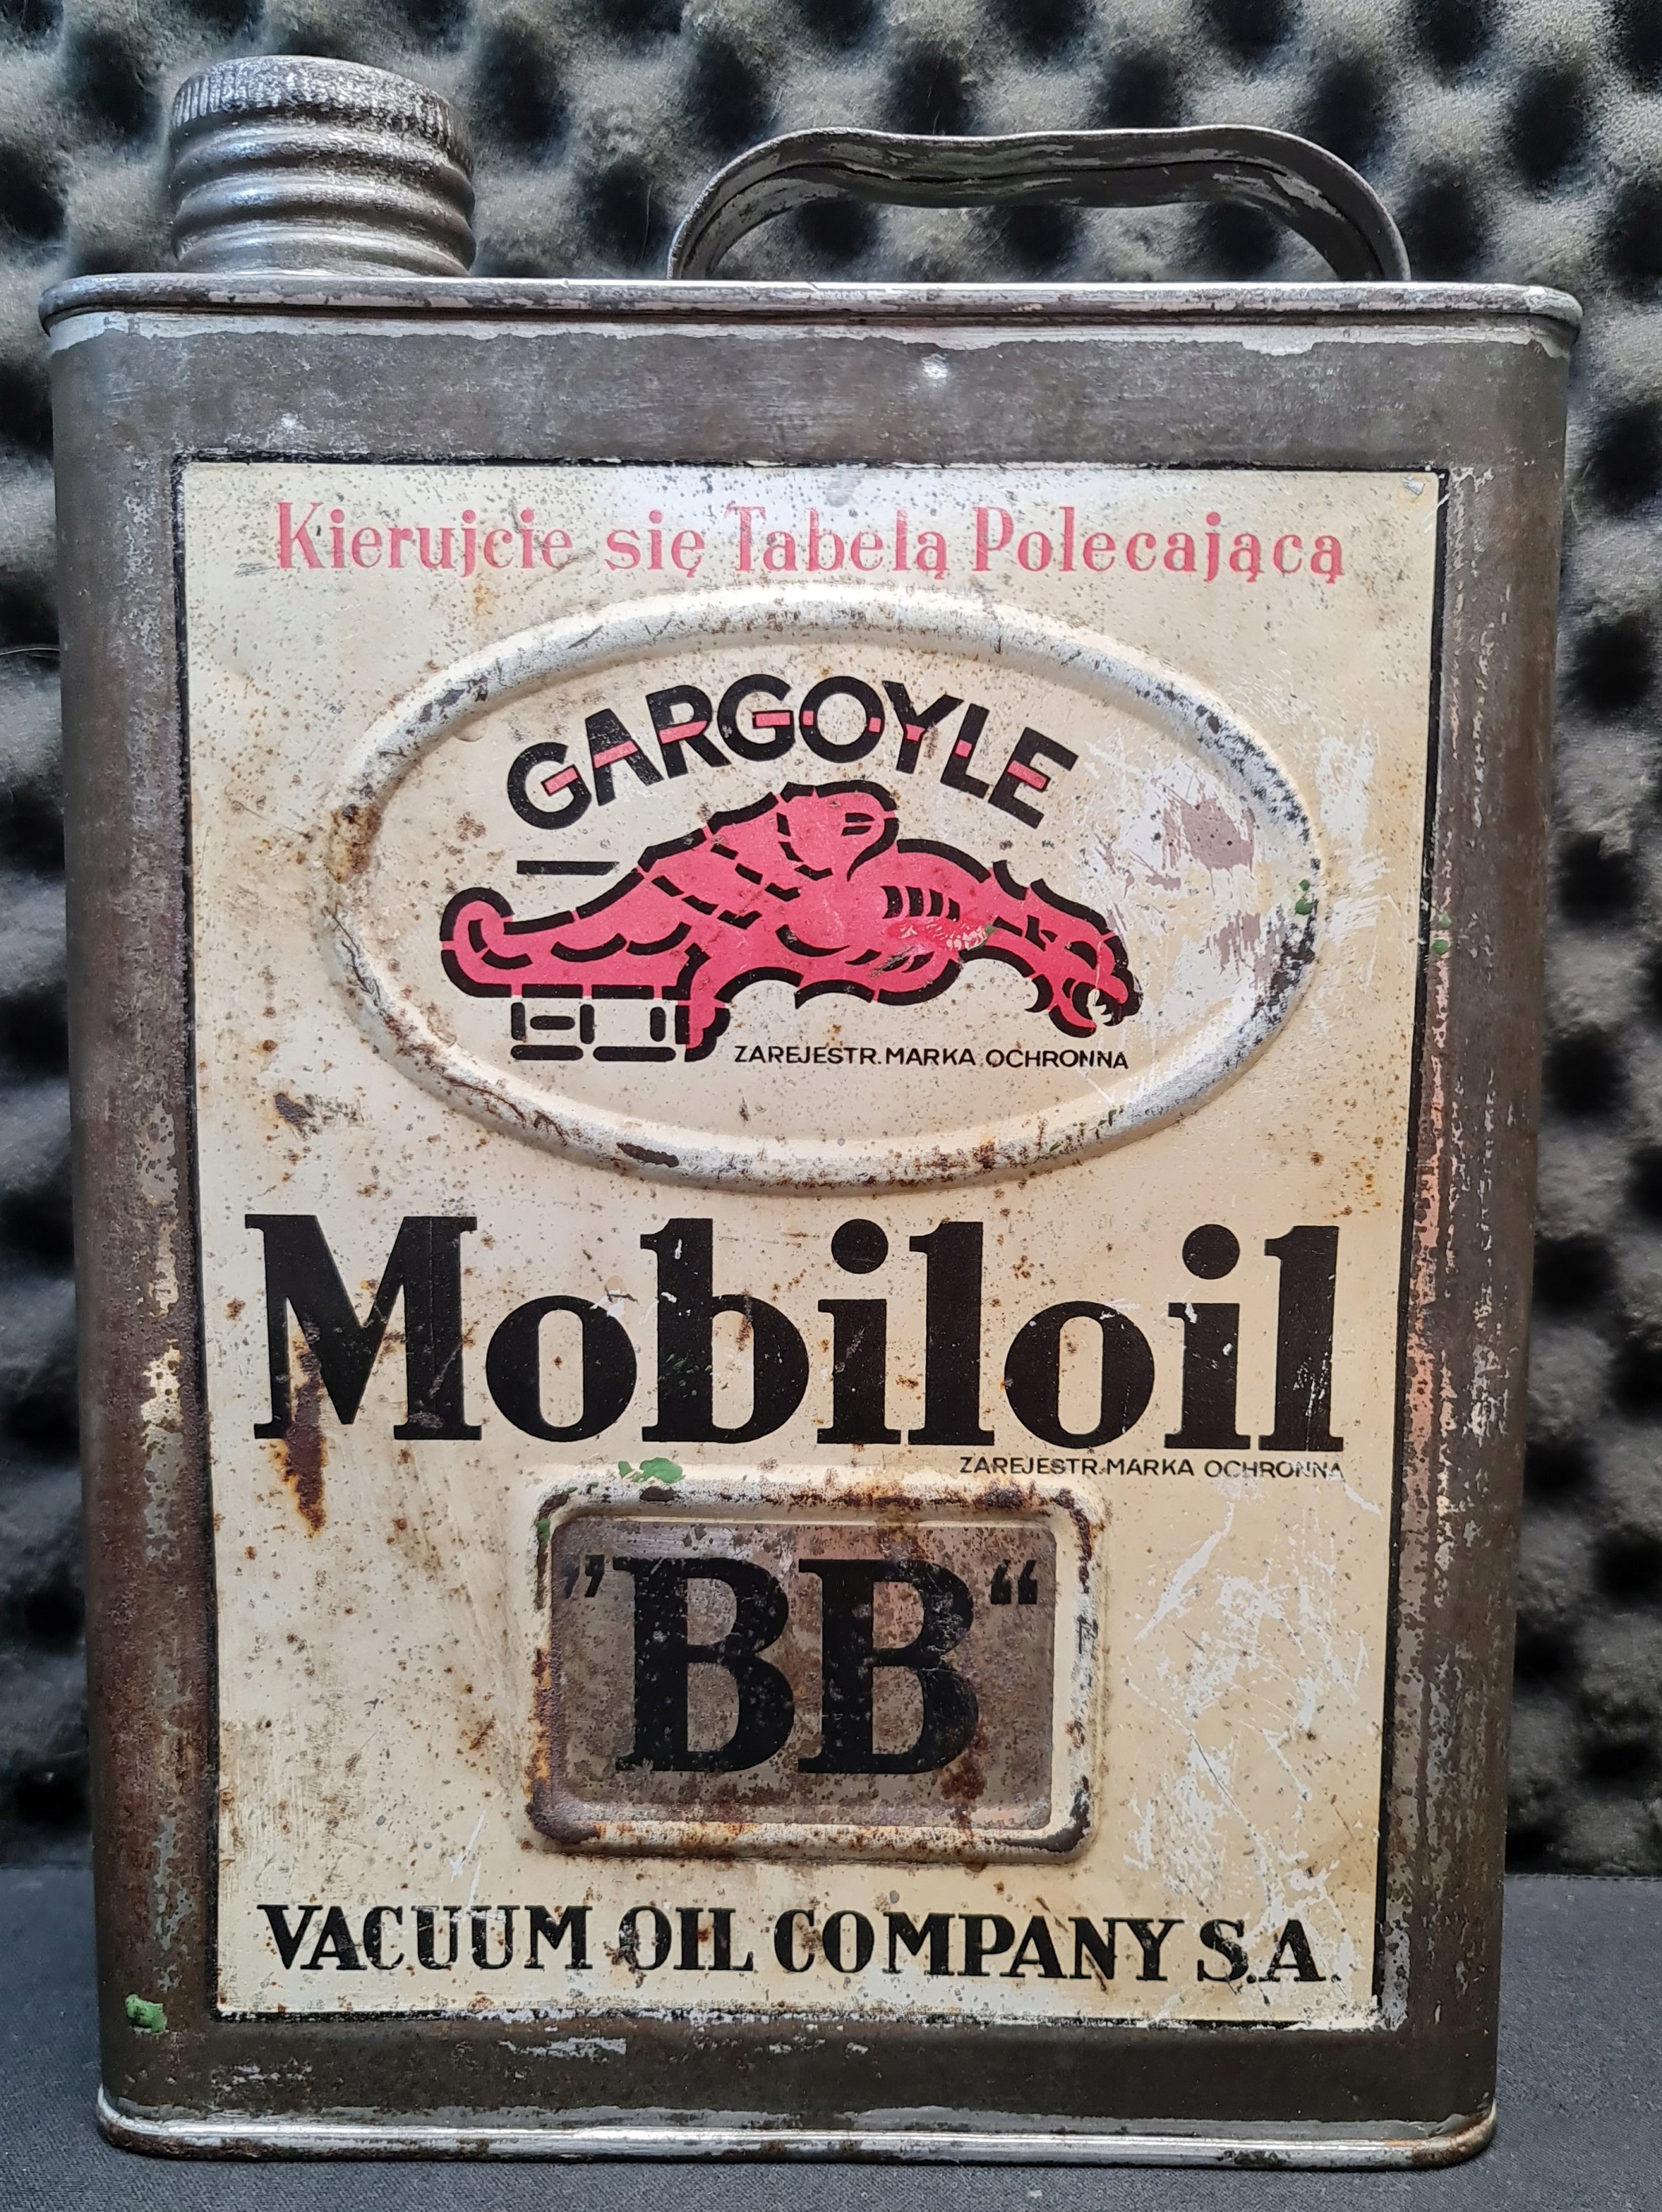 Kierujcie się Tabelą Polecającą
GARGOYLE
ZAREJESTR. MARKA OCHRONNA
Mobiloil
ZAREJESTR. MARKA OCHRONNA
”BB“
VACUUM OIL COMPANY S.A.